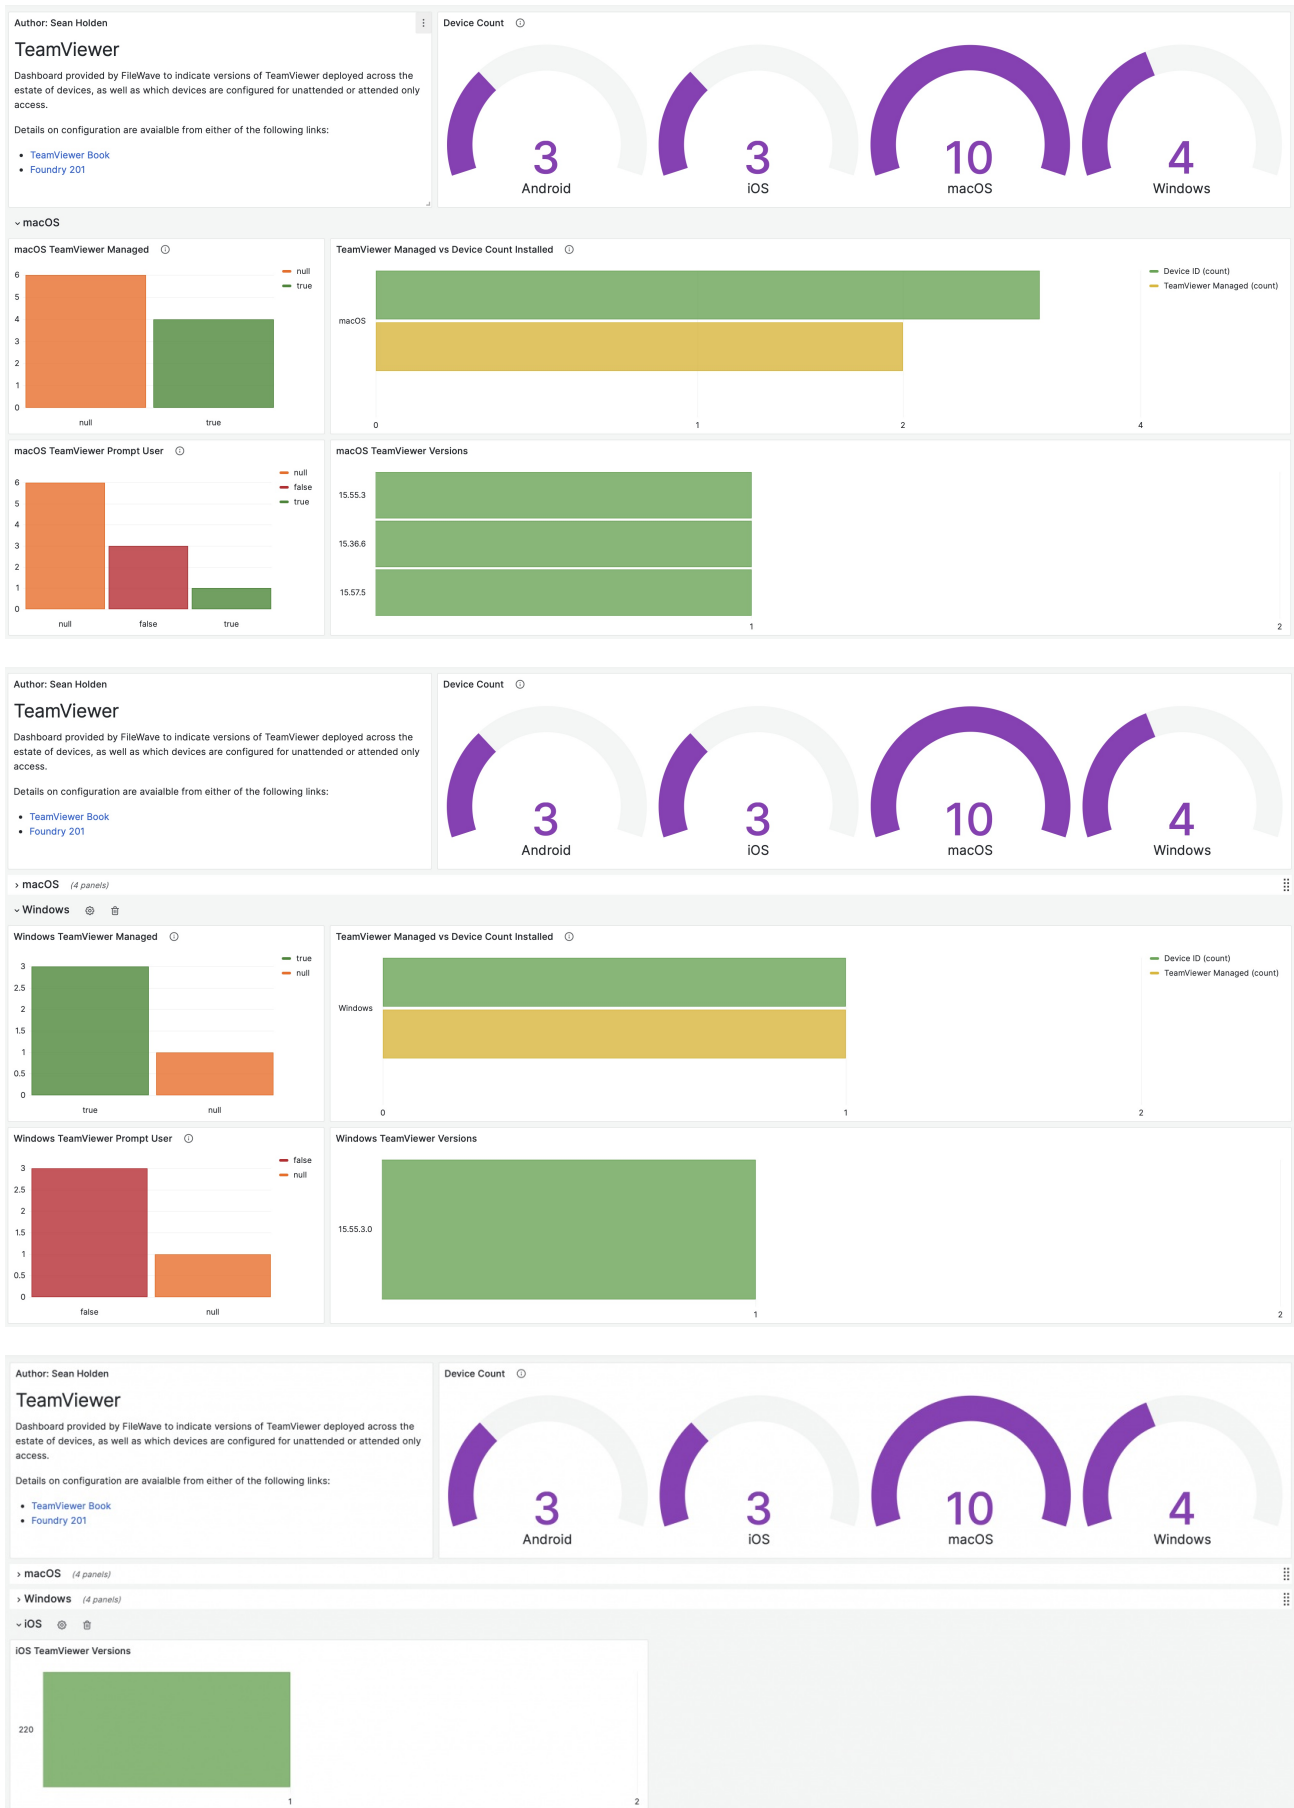 Author: Sean Holden
TeamViewer
Dashboard provided by FileWave to indicate versions of TeamViewer deployed across the
estate of devices, as well as which devices are configured for unattended or attended only
access.
Details on configuration are avaialble from either of the following links:
TeamViewer Book
Foundry 201
Device Count
3
Android
3
iOS
10
macOS
4
Windows
macOS
macOS TeamViewer Managed
6
5
4
3
2
1
0
null
true
null
true
TeamViewer Managed vs Device Count Installed
macOS
0
1
2
4
Device ID (count)
TeamViewer Managed (count)
macOS TeamViewer Prompt User
6
5
4
3
2
1
0
null
false
true
null
false
true
macOS TeamViewer Versions
15.55.3
15.36.6
15.57.5
1
2
Author: Sean Holden
TeamViewer
Dashboard provided by FileWave to indicate versions of TeamViewer deployed across the
estate of devices, as well as which devices are configured for unattended or attended only
access.
Details on configuration are avaialble from either of the following links:
TeamViewer Book
Foundry 201
Device Count
3
Android
3
iOS
10
macOS
4
Windows
macOS (4 panels)
Windows
Windows TeamViewer Managed
3
2.5
2
1.5
1
0.5
0
true
null
true
null
TeamViewer Managed vs Device Count Installed
Windows
0
1
2
Device ID (count)
TeamViewer Managed (count)
Windows TeamViewer Prompt User
3
2.5
2
1.5
1
0.5
0
false
null
false
null
Windows TeamViewer Versions
15.55.3.0
1
2
Author: Sean Holden
TeamViewer
Dashboard provided by FileWave to indicate versions of TeamViewer deployed across the
estate of devices, as well as which devices are configured for unattended or attended only
access.
Details on configuration are avaialble from either of the following links:
TeamViewer Book
Foundry 201
Device Count
3
Android
3
iOS
10
macOS
4
Windows
macOS (4 panels)
Windows (4 panels)
iOS
iOS TeamViewer Versions
220
1
2